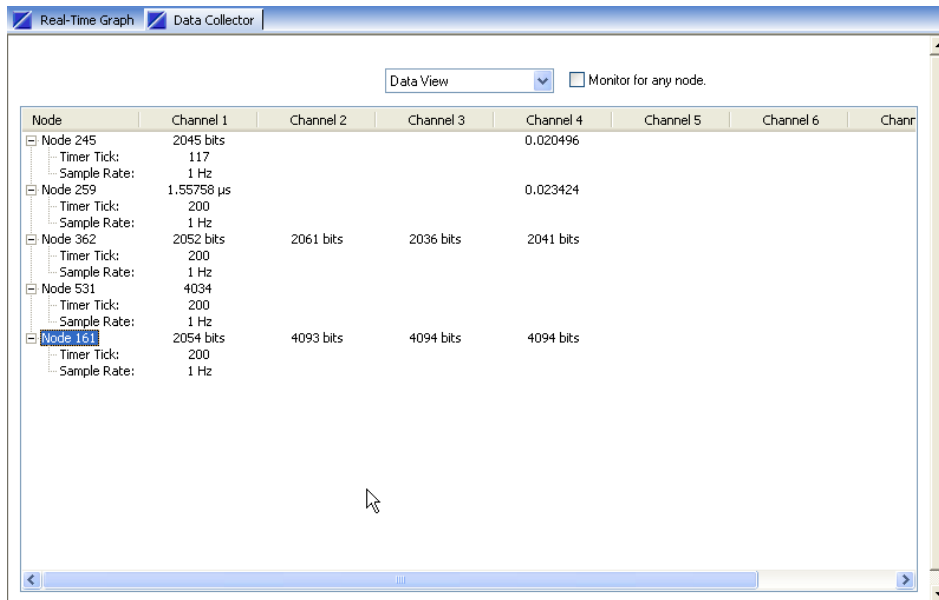 Real-Time Graph Data Collector
Data View Monitor for any node.
Node Channel 1 Channel 2 Channel 3 Channel 4 Channel 5 Channel 6 Chanr
Node 245 2045 bits 0.020496
Timer Tick: 117
Sample Rate: 1 Hz
Node 259 1.55758 µs 0.023424
Timer Tick: 200
Sample Rate: 1 Hz
Node 362 2052 bits 2061 bits 2036 bits 2041 bits
Timer Tick: 200
Sample Rate: 1 Hz
Node 531 4034
Timer Tick: 200
Sample Rate: 1 Hz
Node 161 2054 bits 4093 bits 4094 bits 4094 bits
Timer Tick: 200
Sample Rate: 1 Hz